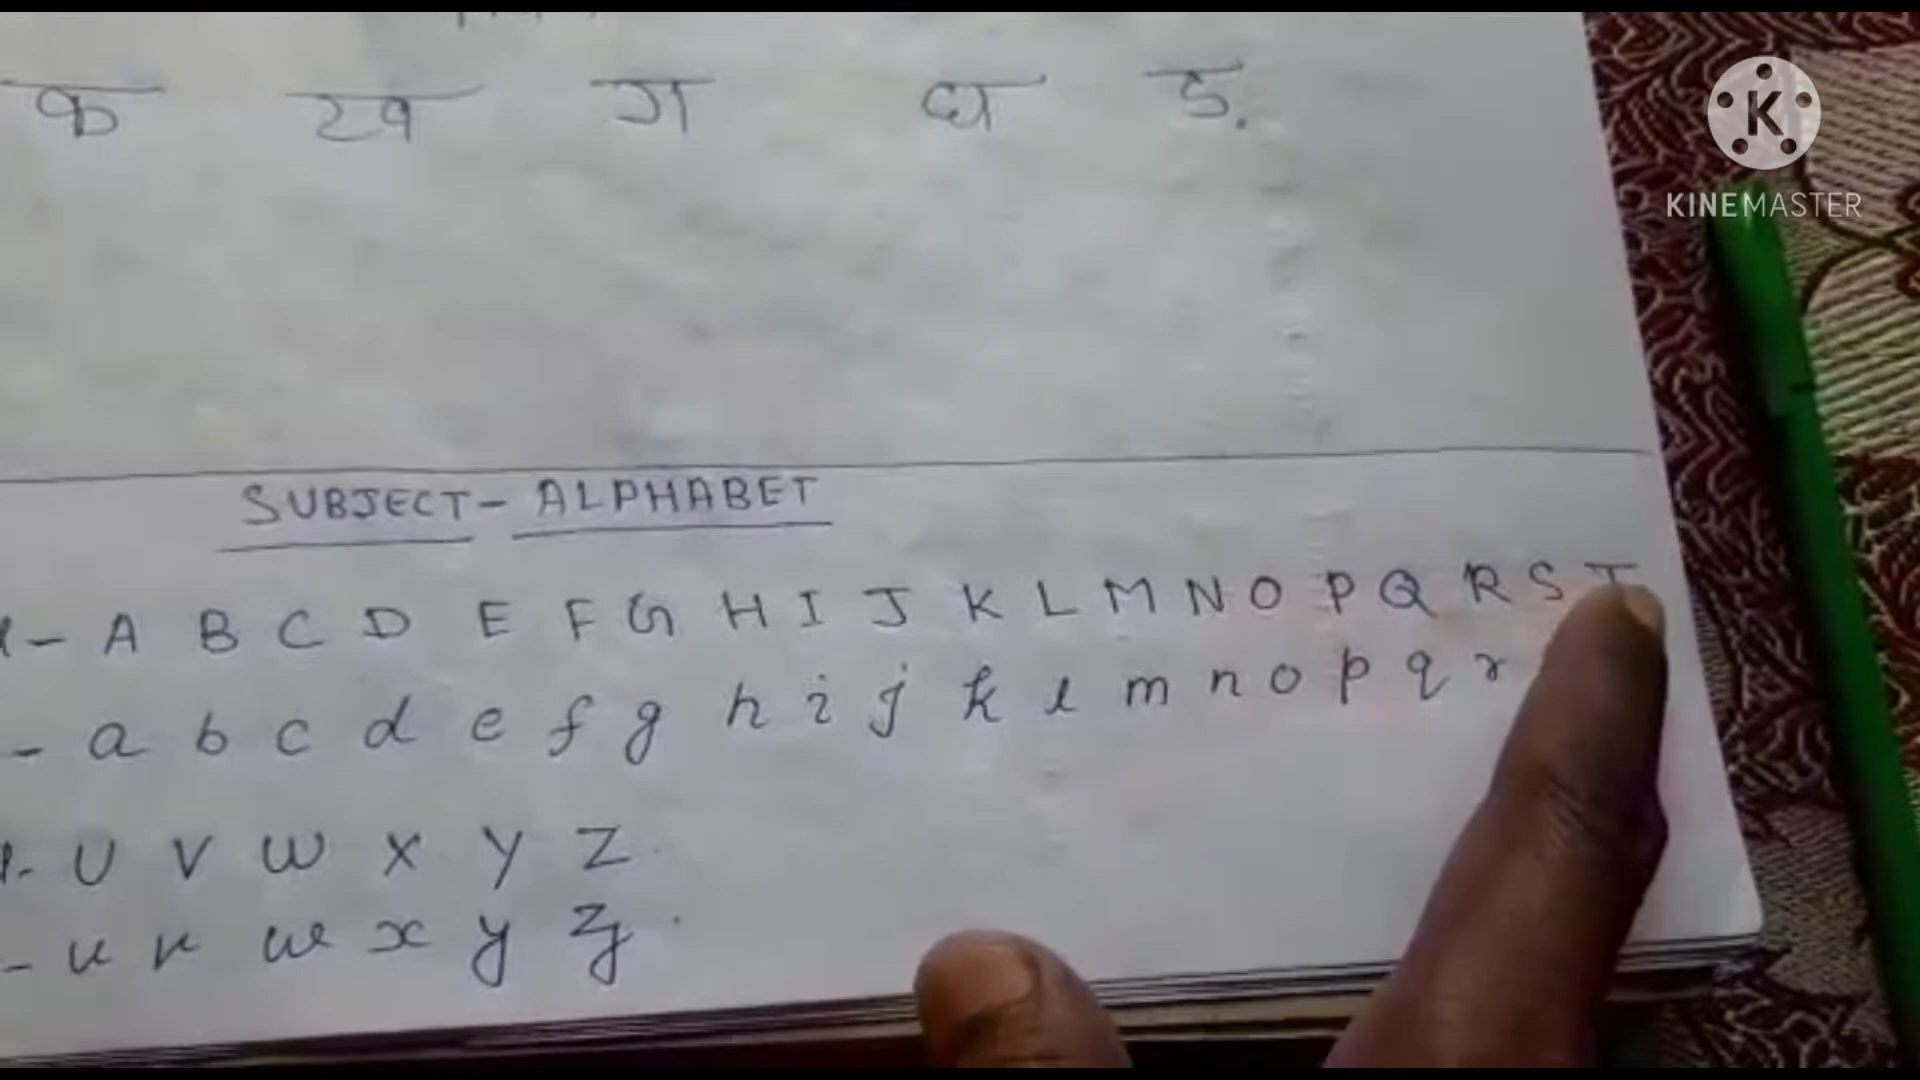 क ख ग घ ङ
KINEMASTER
SUBJECT - ALPHABET
- A B C D E F G H I J K L M N O P Q R S T
- a b c d e f g h i j k l m n o p q r
- U V W X Y Z
- u v w x y z